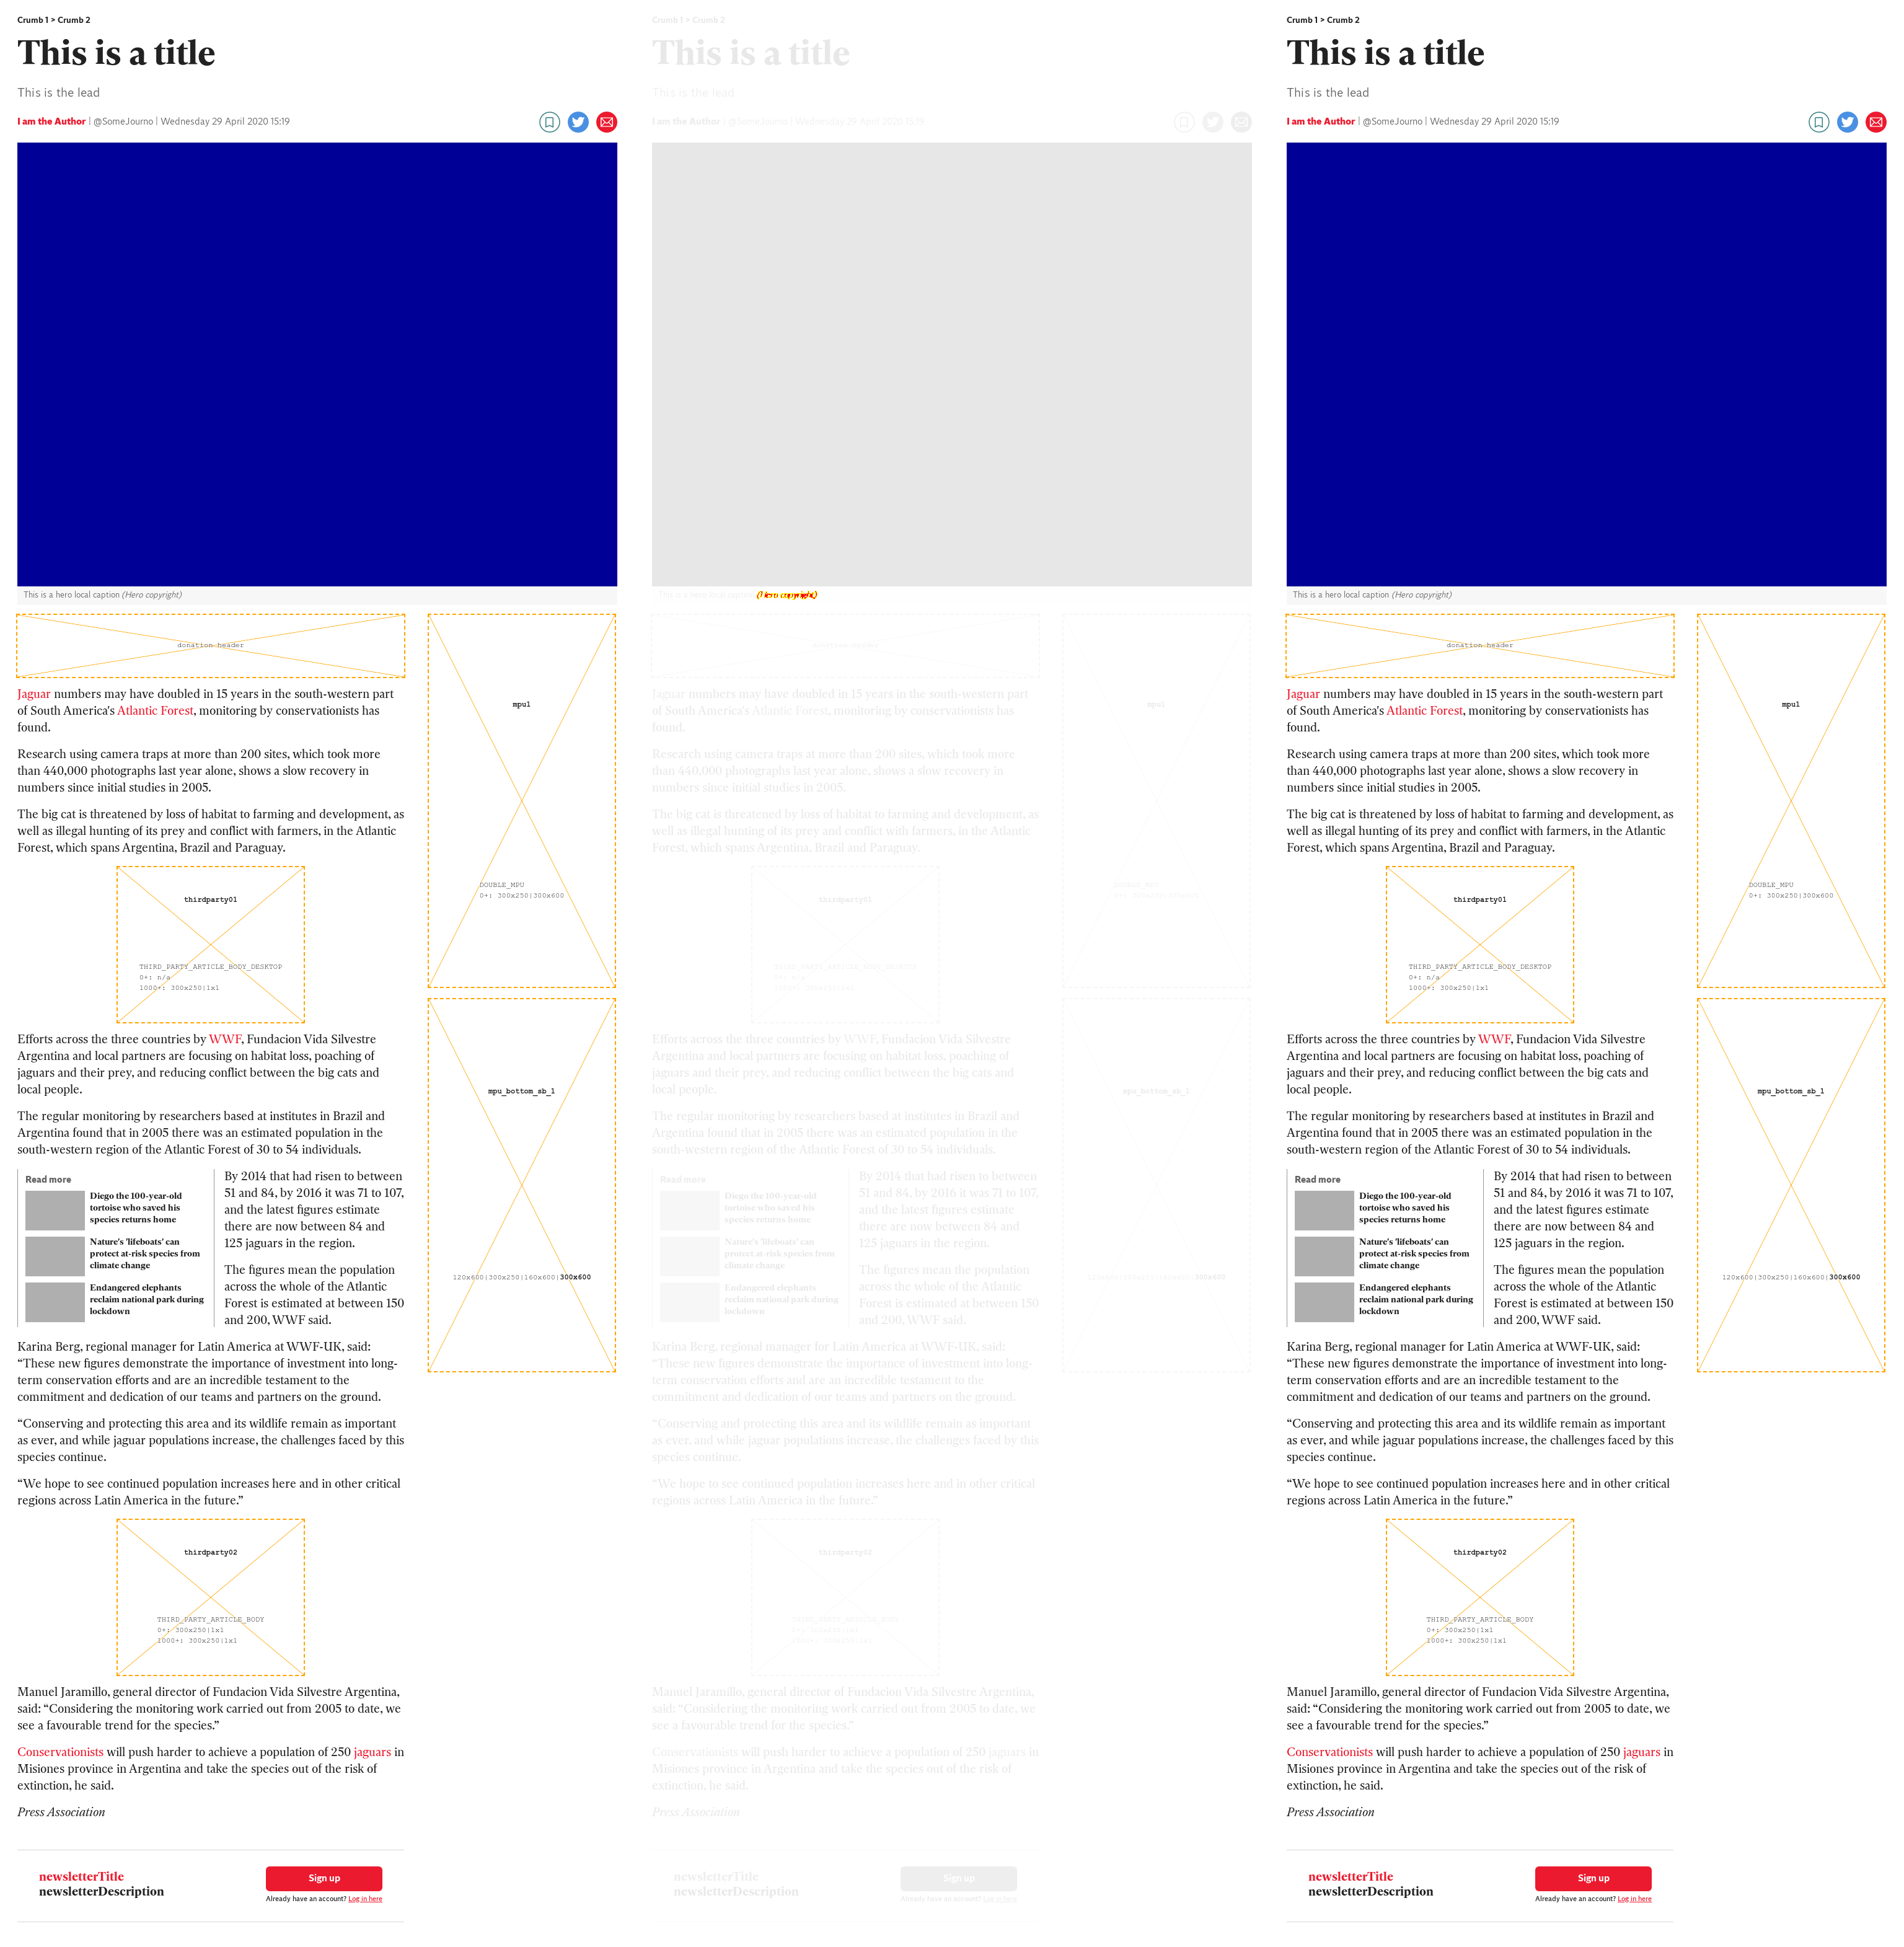 Crumb 1 > Crumb 2
This is a title
This is the lead
I am the Author | @SomeJourno | Wednesday 29 April 2020 15:19
This is a hero local caption (Hero copyright)
donation header
Jaguar numbers may have doubled in 15 years in the south-western part
of South America's Atlantic Forest, monitoring by conservationists has
found.
Research using camera traps at more than 200 sites, which took more
than 440,000 photographs last year alone, shows a slow recovery in
numbers since initial studies in 2005.
The big cat is threatened by loss of habitat to farming and development, as
well as illegal hunting of its prey and conflict with farmers, in the Atlantic
Forest, which spans Argentina, Brazil and Paraguay.
thirdparty01
THIRD_PARTY_ARTICLE_BODY_DESKTOP
0+: n/a
1000+: 300x250|1x1
Efforts across the three countries by WWF, Fundacion Vida Silvestre
Argentina and local partners are focusing on habitat loss, poaching of
jaguars and their prey, and reducing conflict between the big cats and
local people.
The regular monitoring by researchers based at institutes in Brazil and
Argentina found that in 2005 there was an estimated population in the
south-western region of the Atlantic Forest of 30 to 54 individuals.
Read more
Diego the 100-year-old
tortoise who saved his
species returns home
Nature's 'lifeboats' can
protect at-risk species from
climate change
Endangered elephants
reclaim national park during
lockdown
By 2014 that had risen to between
51 and 84, by 2016 it was 71 to 107,
and the latest figures estimate
there are now between 84 and
125 jaguars in the region.
The figures mean the population
across the whole of the Atlantic
Forest is estimated at between 150
and 200, WWF said.
Karina Berg, regional manager for Latin America at WWF-UK, said:
“These new figures demonstrate the importance of investment into long-
term conservation efforts and are an incredible testament to the
commitment and dedication of our teams and partners on the ground.
“Conserving and protecting this area and its wildlife remain as important
as ever, and while jaguar populations increase, the challenges faced by this
species continue.
“We hope to see continued population increases here and in other critical
regions across Latin America in the future.”
thirdparty02
THIRD_PARTY_ARTICLE_BODY
0+: 300x250|1x1
1000+: 300x250|1x1
Manuel Jaramillo, general director of Fundacion Vida Silvestre Argentina,
said: “Considering the monitoring work carried out from 2005 to date, we
see a favourable trend for the species.”
Conservationists will push harder to achieve a population of 250 jaguars in
Misiones province in Argentina and take the species out of the risk of
extinction, he said.
Press Association
newsletterTitle
newsletterDescription
Sign up
Already have an account? Log in here
mpu1
DOUBLE_MPU
0+: 300x250|300x600
mpu_bottom_sb_1
120x600|300x250|160x600|300x600
Crumb 1 > Crumb 2
This is a title
This is the lead
I am the Author | @SomeJourno | Wednesday 29 April 2020 15:19
This is a hero local caption (Hero copyright)
donation header
Jaguar numbers may have doubled in 15 years in the south-western part
of South America's Atlantic Forest, monitoring by conservationists has
found.
Research using camera traps at more than 200 sites, which took more
than 440,000 photographs last year alone, shows a slow recovery in
numbers since initial studies in 2005.
The big cat is threatened by loss of habitat to farming and development, as
well as illegal hunting of its prey and conflict with farmers, in the Atlantic
Forest, which spans Argentina, Brazil and Paraguay.
thirdparty01
Efforts across the three countries by WWF, Fundacion Vida Silvestre
Argentina and local partners are focusing on habitat loss, poaching of
jaguars and their prey, and reducing conflict between the big cats and
local people.
The regular monitoring by researchers based at institutes in Brazil and
Argentina found that in 2005 there was an estimated population in the
south-western region of the Atlantic Forest of 30 to 54 individuals.
Read more
Diego the 100-year-old
tortoise who saved his
species returns home
Nature's 'lifeboats' can
protect at-risk species from
climate change
Endangered elephants
reclaim national park during
lockdown
By 2014 that had risen to between
51 and 84, by 2016 it was 71 to 107,
and the latest figures estimate
there are now between 84 and
125 jaguars in the region.
The figures mean the population
across the whole of the Atlantic
Forest is estimated at between 150
and 200, WWF said.
Karina Berg, regional manager for Latin America at WWF-UK, said:
“These new figures demonstrate the importance of investment into long-
term conservation efforts and are an incredible testament to the
commitment and dedication of our teams and partners on the ground.
“Conserving and protecting this area and its wildlife remain as important
as ever, and while jaguar populations increase, the challenges faced by this
species continue.
“We hope to see continued population increases here and in other critical
regions across Latin America in the future.”
thirdparty02
Manuel Jaramillo, general director of Fundacion Vida Silvestre Argentina,
said: “Considering the monitoring work carried out from 2005 to date, we
see a favourable trend for the species.”
Conservationists will push harder to achieve a population of 250 jaguars in
Misiones province in Argentina and take the species out of the risk of
extinction, he said.
Press Association
newsletterTitle
newsletterDescription
Sign up
Already have an account? Log in here
mpu1
mpu_bottom_sb_1
Crumb 1 > Crumb 2
This is a title
This is the lead
I am the Author | @SomeJourno | Wednesday 29 April 2020 15:19
This is a hero local caption (Hero copyright)
donation header
Jaguar numbers may have doubled in 15 years in the south-western part
of South America's Atlantic Forest, monitoring by conservationists has
found.
Research using camera traps at more than 200 sites, which took more
than 440,000 photographs last year alone, shows a slow recovery in
numbers since initial studies in 2005.
The big cat is threatened by loss of habitat to farming and development, as
well as illegal hunting of its prey and conflict with farmers, in the Atlantic
Forest, which spans Argentina, Brazil and Paraguay.
thirdparty01
THIRD_PARTY_ARTICLE_BODY_DESKTOP
0+: n/a
1000+: 300x250|1x1
Efforts across the three countries by WWF, Fundacion Vida Silvestre
Argentina and local partners are focusing on habitat loss, poaching of
jaguars and their prey, and reducing conflict between the big cats and
local people.
The regular monitoring by researchers based at institutes in Brazil and
Argentina found that in 2005 there was an estimated population in the
south-western region of the Atlantic Forest of 30 to 54 individuals.
Read more
Diego the 100-year-old
tortoise who saved his
species returns home
Nature's 'lifeboats' can
protect at-risk species from
climate change
Endangered elephants
reclaim national park during
lockdown
By 2014 that had risen to between
51 and 84, by 2016 it was 71 to 107,
and the latest figures estimate
there are now between 84 and
125 jaguars in the region.
The figures mean the population
across the whole of the Atlantic
Forest is estimated at between 150
and 200, WWF said.
Karina Berg, regional manager for Latin America at WWF-UK, said:
“These new figures demonstrate the importance of investment into long-
term conservation efforts and are an incredible testament to the
commitment and dedication of our teams and partners on the ground.
“Conserving and protecting this area and its wildlife remain as important
as ever, and while jaguar populations increase, the challenges faced by this
species continue.
“We hope to see continued population increases here and in other critical
regions across Latin America in the future.”
thirdparty02
THIRD_PARTY_ARTICLE_BODY
0+: 300x250|1x1
1000+: 300x250|1x1
Manuel Jaramillo, general director of Fundacion Vida Silvestre Argentina,
said: “Considering the monitoring work carried out from 2005 to date, we
see a favourable trend for the species.”
Conservationists will push harder to achieve a population of 250 jaguars in
Misiones province in Argentina and take the species out of the risk of
extinction, he said.
Press Association
newsletterTitle
newsletterDescription
Sign up
Already have an account? Log in here
mpu1
DOUBLE_MPU
0+: 300x250|300x600
mpu_bottom_sb_1
120x600|300x250|160x600|300x600